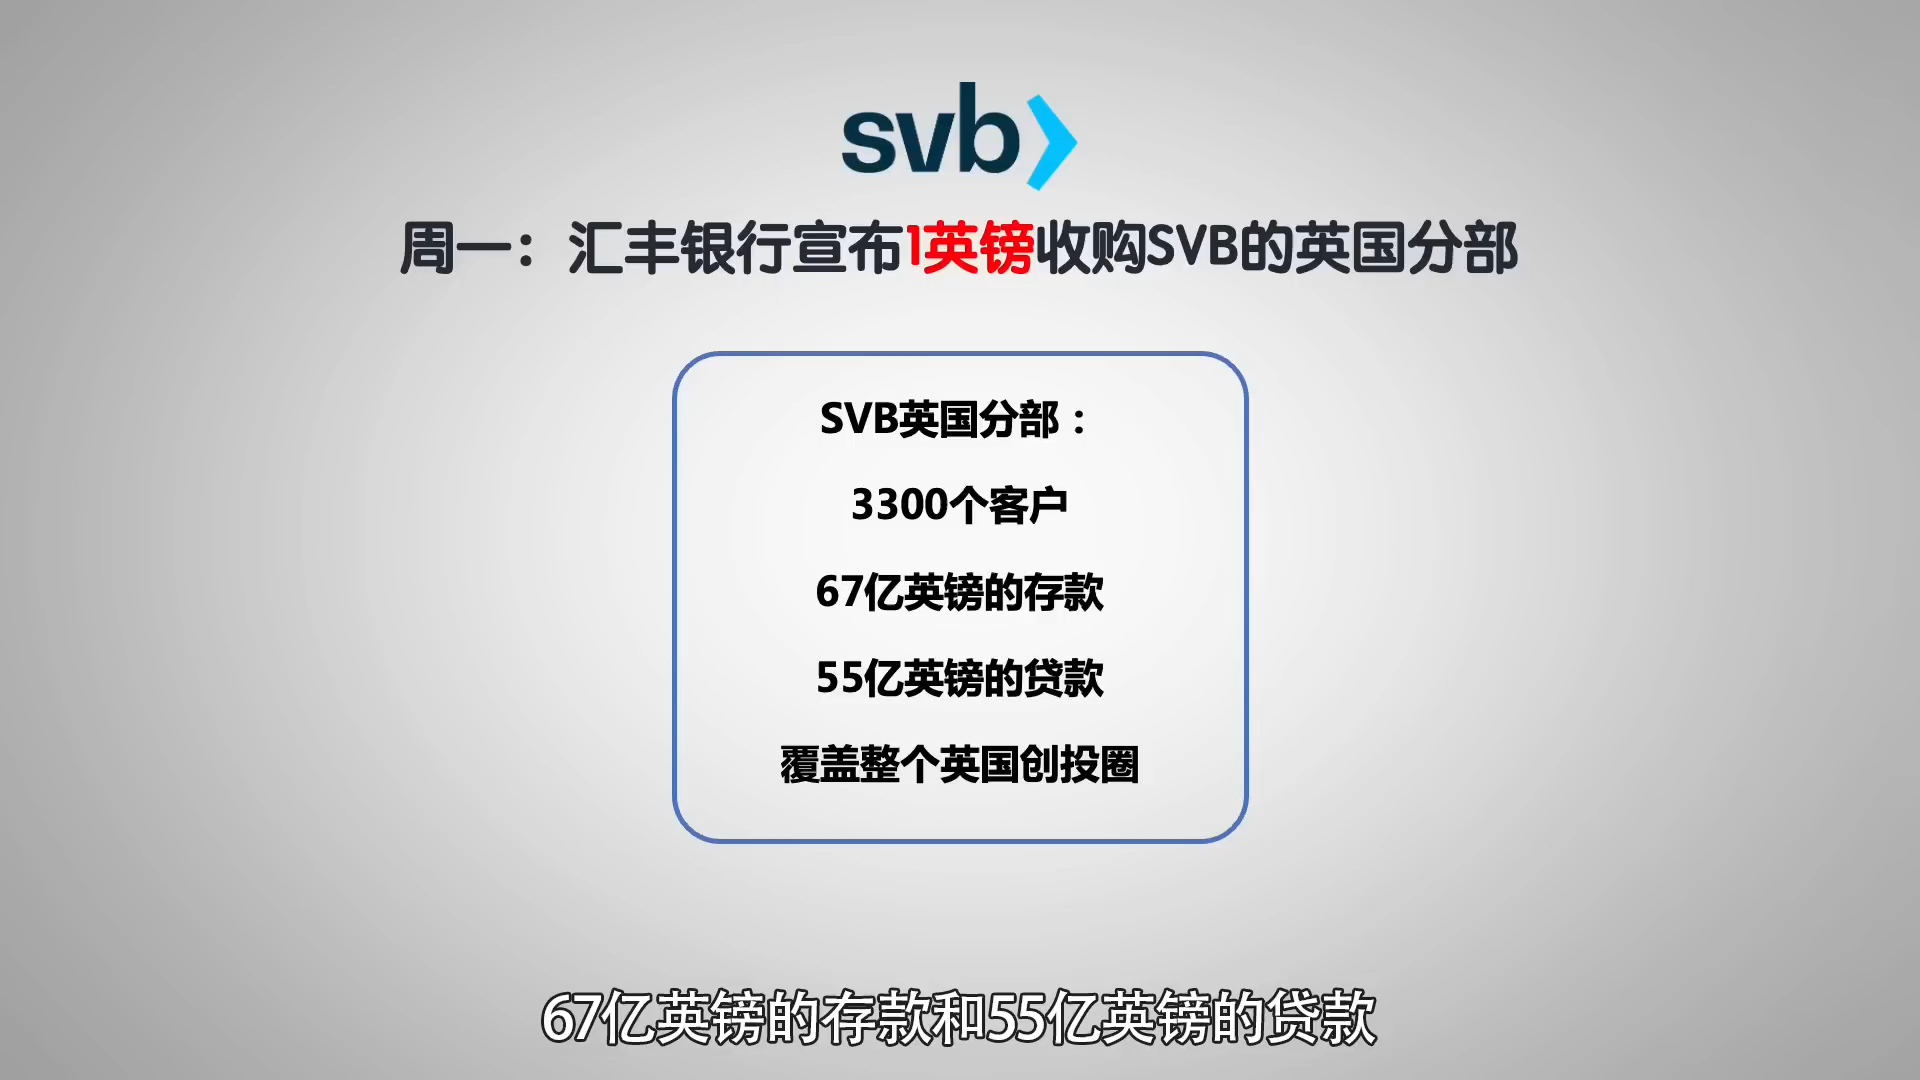 svb
周一：汇丰银行宣布1英镑收购SVB的英国分部
SVB英国分部：
3300个客户
67亿英镑的存款
55亿英镑的贷款
覆盖整个英国创投圈
67亿英镑的存款和55亿英镑的贷款